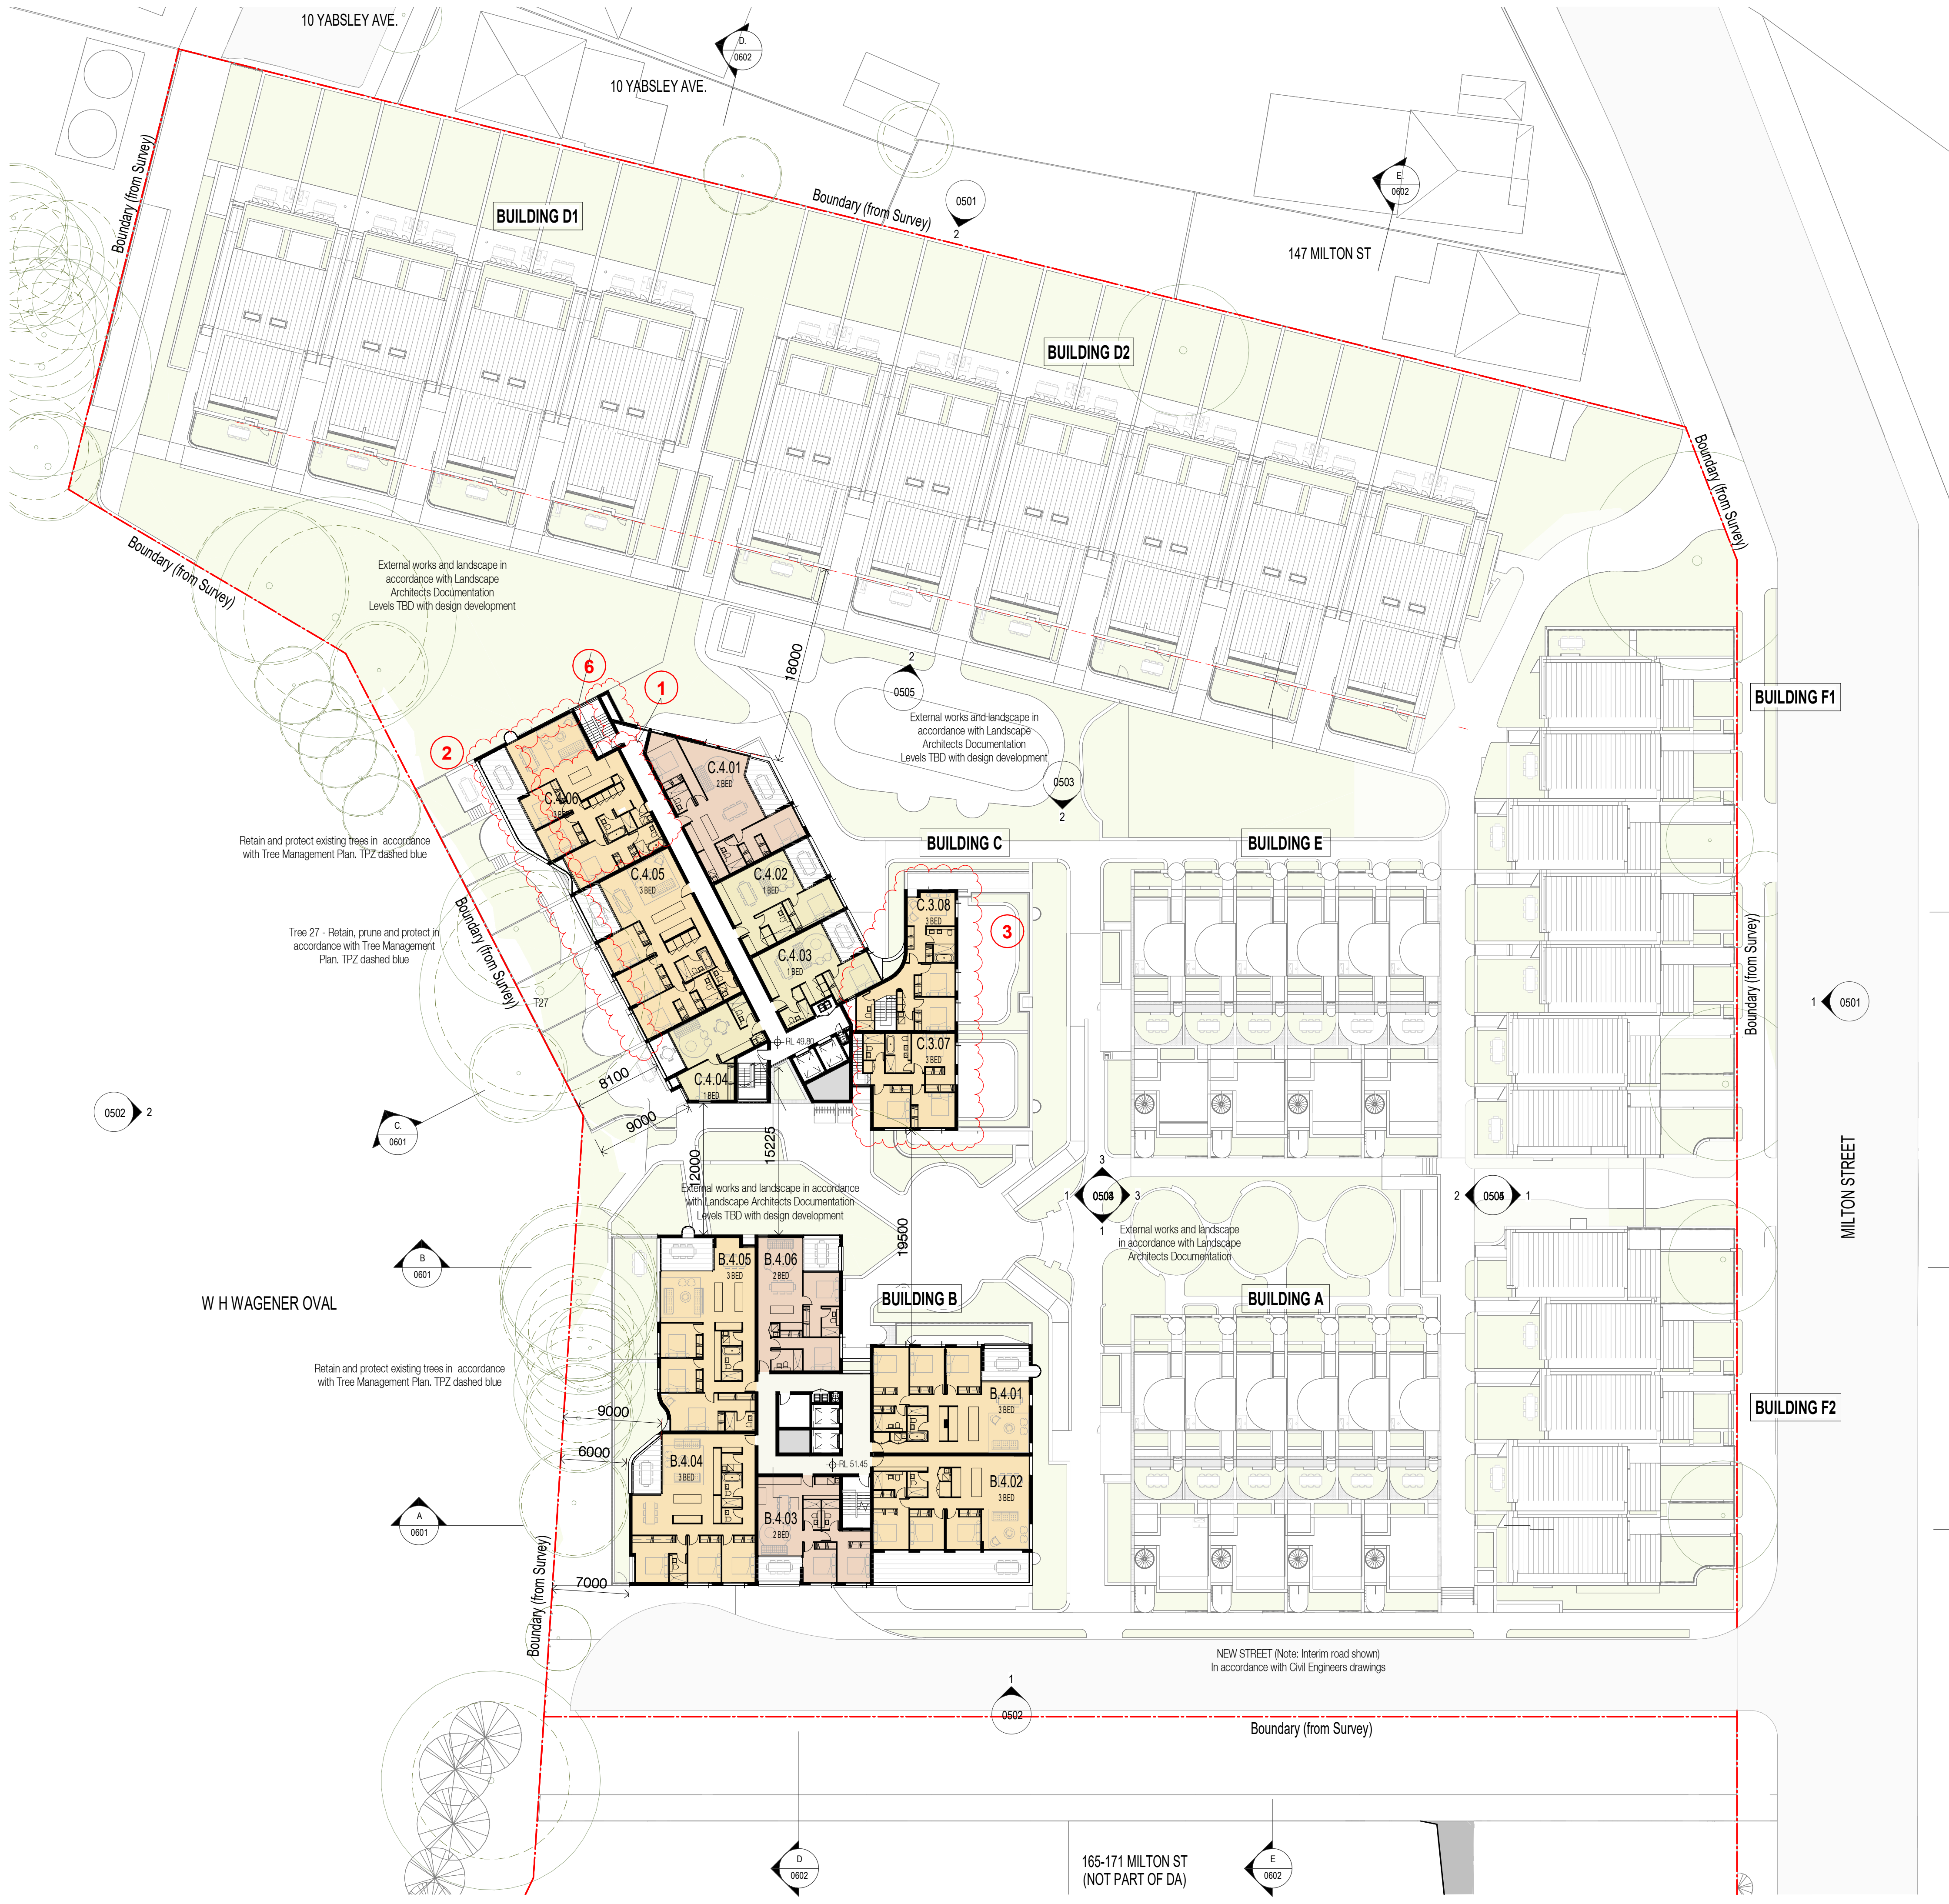 10 YABSLEY AVE.
D.
0602
10 YABSLEY AVE.
Boundary (from Survey)
BUILDING D1
Boundary (from Survey)
0501
2
E.
0602
147 MILTON ST
BUILDING D2
Boundary (from Survey)
Boundary (from Survey)
External works and landscape in
accordance with Landscape
Architects Documentation
Levels TBD with design development
18000
2
0505
6
1
2
External works and landscape in
accordance with Landscape
Architects Documentation
Levels TBD with design development
0503
2
BUILDING F1
C.4.01
2 BED
C.4.06
3 BED
Retain and protect existing trees in accordance
with Tree Management Plan. TPZ dashed blue
BUILDING C
BUILDING E
C.4.05
3 BED
C.4.02
1 BED
C.3.08
3 BED
3
Tree 27 - Retain, prune and protect in
accordance with Tree Management
Plan. TPZ dashed blue
Boundary (from Survey)
T27
C.4.03
1 BED
Boundary (from Survey)
1
0501
RL 49.80
C.3.07
3 BED
C.4.04
1 BED
8100
9000
0502
2
C.
0601
12000
15225
19500
MILTON STREET
External works and landscape in accordance
with Landscape Architects Documentation
Levels TBD with design development
3
1
3
1
2
1
External works and landscape
in accordance with Landscape
Architects Documentation
B
0601
W H WAGENER OVAL
B.4.05
3 BED
B.4.06
2 BED
BUILDING B
BUILDING A
Retain and protect existing trees in accordance
with Tree Management Plan. TPZ dashed blue
B.4.01
3 BED
BUILDING F2
9000
6000
B.4.04
3 BED
RL 51.45
B.4.02
3 BED
B.4.03
2 BED
A
0601
7000
Boundary (from Survey)
NEW STREET (Note: Interim road shown)
In accordance with Civil Engineers drawings
1
0502
Boundary (from Survey)
D
0602
165-171 MILTON ST
(NOT PART OF DA)
E
0602